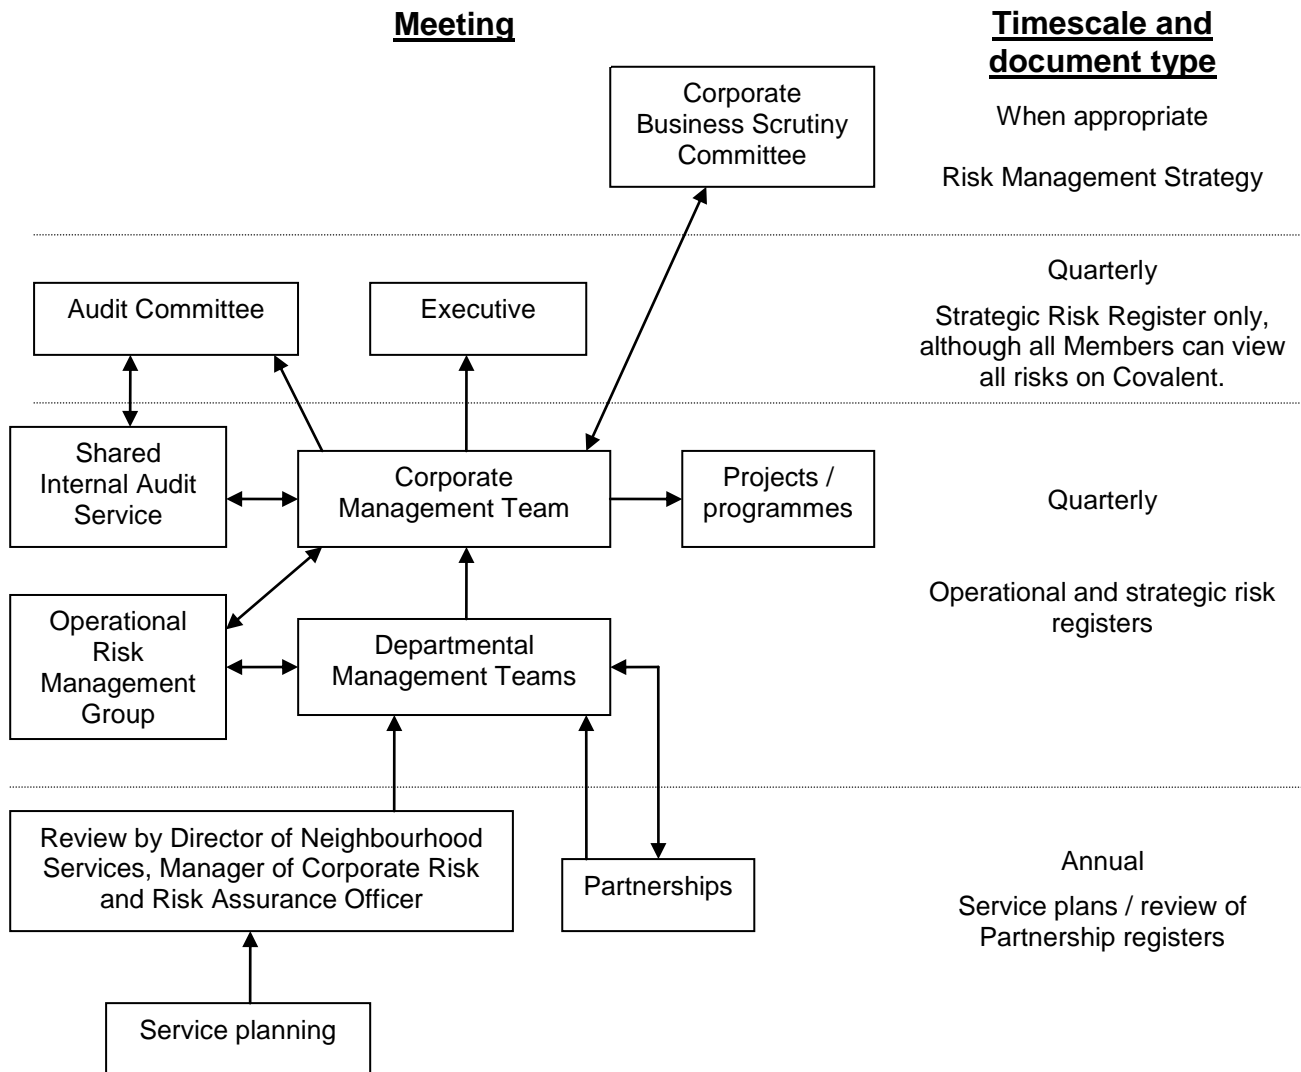 Meeting
Timescale and
document type
Corporate
Business Scrutiny
Committee
When appropriate
Risk Management Strategy
Audit Committee
Executive
Quarterly
Strategic Risk Register only,
although all Members can view
all risks on Covalent.
Shared
Internal Audit
Service
Corporate
Management Team
Projects /
programmes
Quarterly
Operational
Risk
Management
Group
Departmental
Management Teams
Operational and strategic risk
registers
Review by Director of Neighbourhood
Services, Manager of Corporate Risk
and Risk Assurance Officer
Partnerships
Annual
Service plans / review of
Partnership registers
Service planning